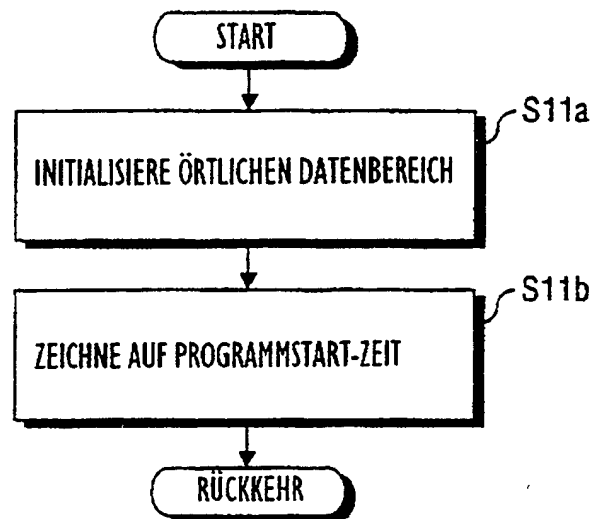 START
S11a
INITIALISIERE ÖRTLICHEN DATENBEREICH
S11b
ZEICHNE AUF PROGRAMMSTART-ZEIT
RÜCKKEHR